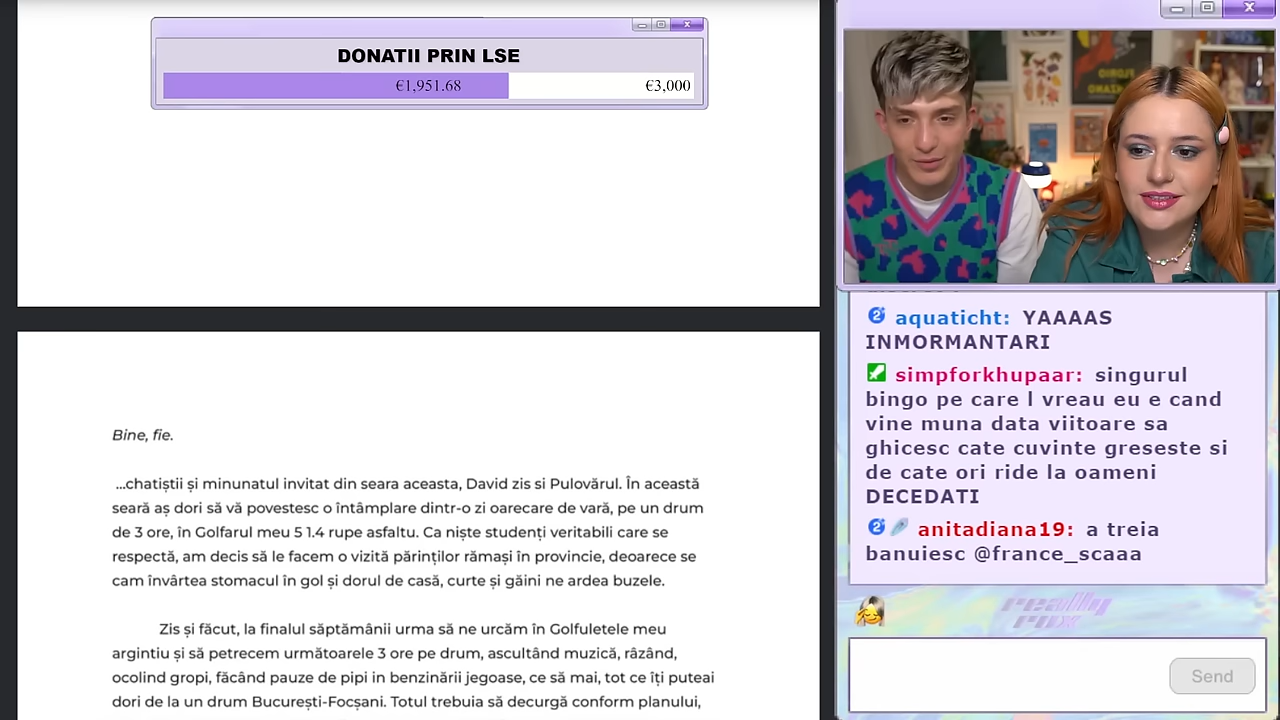 DONATII PRIN LSE
€1,951.68
€3,000
Bine, fie.
...chatiștii și minunatul invitat din seara aceasta, David zis si Pulovărul. În această
seară aș dori să vă povestesc o întâmplare dintr-o zi oarecare de vară, pe un drum
de 3 ore, în Golfarul meu 5 1.4 rupe asfaltu. Ca niște studenți veritabili care se
respectă, am decis să le facem o vizită părinților rămași în provincie, deoarece se
cam învârtea stomacul în gol și dorul de casă, curte și găini ne ardea buzele.
Zis și făcut, la finalul săptămânii urma să ne urcăm în Golfuletele meu
argintiu și să petrecem următoarele 3 ore pe drum, ascultând muzică, râzând,
ocolind gropi, făcând pauze de pipi in benzinării jegoase, ce să mai, tot ce îți puteai
dori de la un drum București-Focșani. Totul trebuia să decurgă conform planului,
aquaticht: YAAAAS
INMORMANTARI
simpforkhupaar: singurul
bingo pe care l vreau eu e cand
vine muna data viitoare sa
ghicesc cate cuvinte greseste si
de cate ori ride la oameni
DECEDATI
anitadiana19: a treia
banuiesc @france_scaaa
really
rux
Send